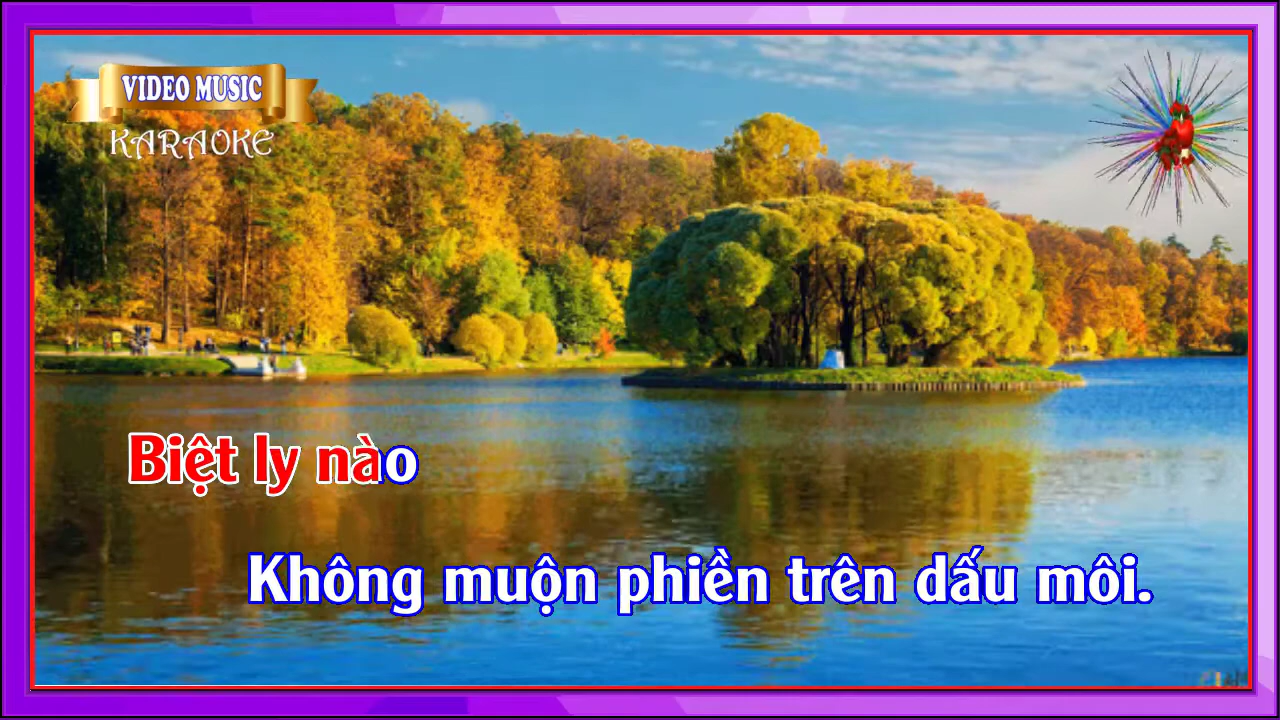 VIDEO MUSIC
KARAOKE
Biệt ly nào
Không muộn phiền trên dấu môi.